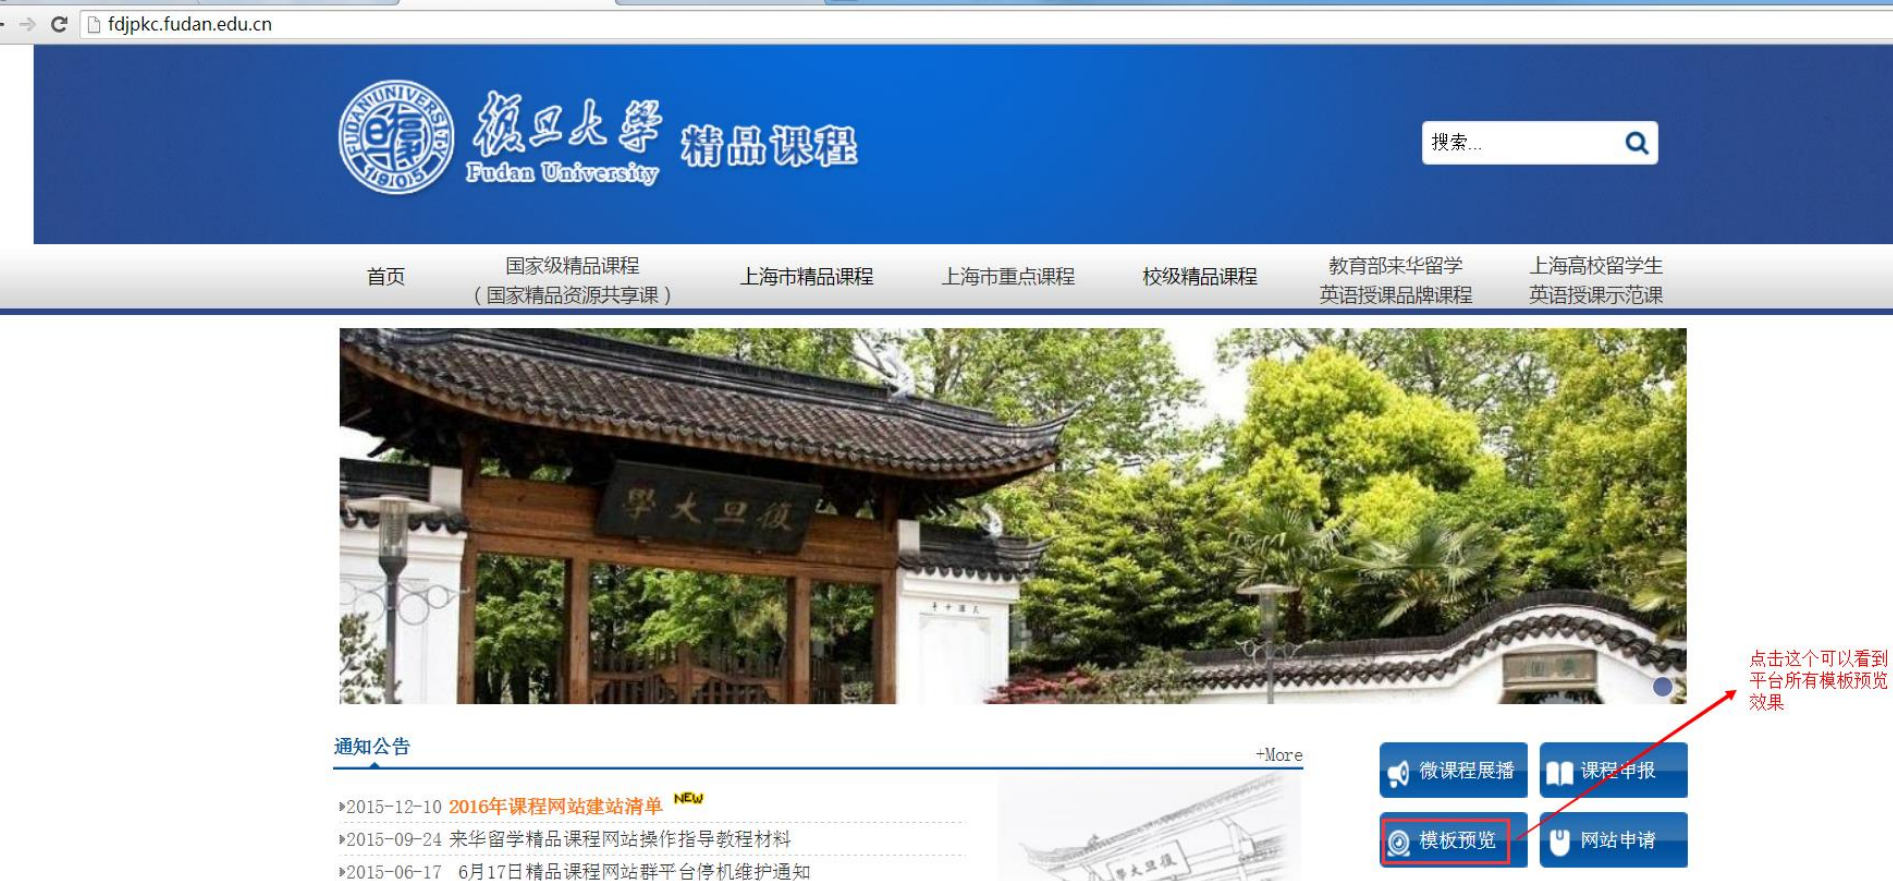 fdjpkc.fudan.edu.cn
FUDAN UNIVERSITY
1905
復旦大學
Fudan University
精品课程
搜索...
首页
国家级精品课程
（国家精品资源共享课）
上海市精品课程
上海市重点课程
校级精品课程
教育部来华留学
英语授课品牌课程
上海高校留学生
英语授课示范课
學大旦復
点击这个可以看到
平台所有模板预览
效果
通知公告
+More
2015-12-10 2016年课程网站建站清单 NEW
2015-09-24 来华留学精品课程网站操作指导教程材料
2015-06-17 6月17日精品课程网站群平台停机维护通知
學大旦復
微课程展播
课程申报
模板预览
网站申请